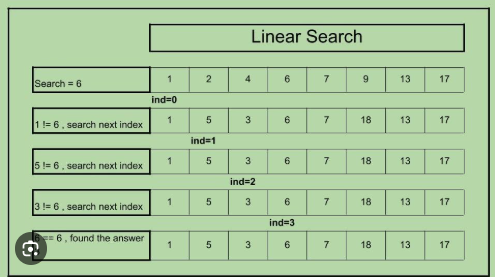 Linear Search
Search = 6 1 2 4 6 7 9 13 17
ind=0
1 != 6 , search next index 1 5 3 6 7 18 13 17
ind=1
5 != 6 , search next index 1 5 3 6 7 18 13 17
ind=2
3 != 6 , search next index 1 5 3 6 7 18 13 17
ind=3
== 6 , found the answer 1 5 3 6 7 18 13 17